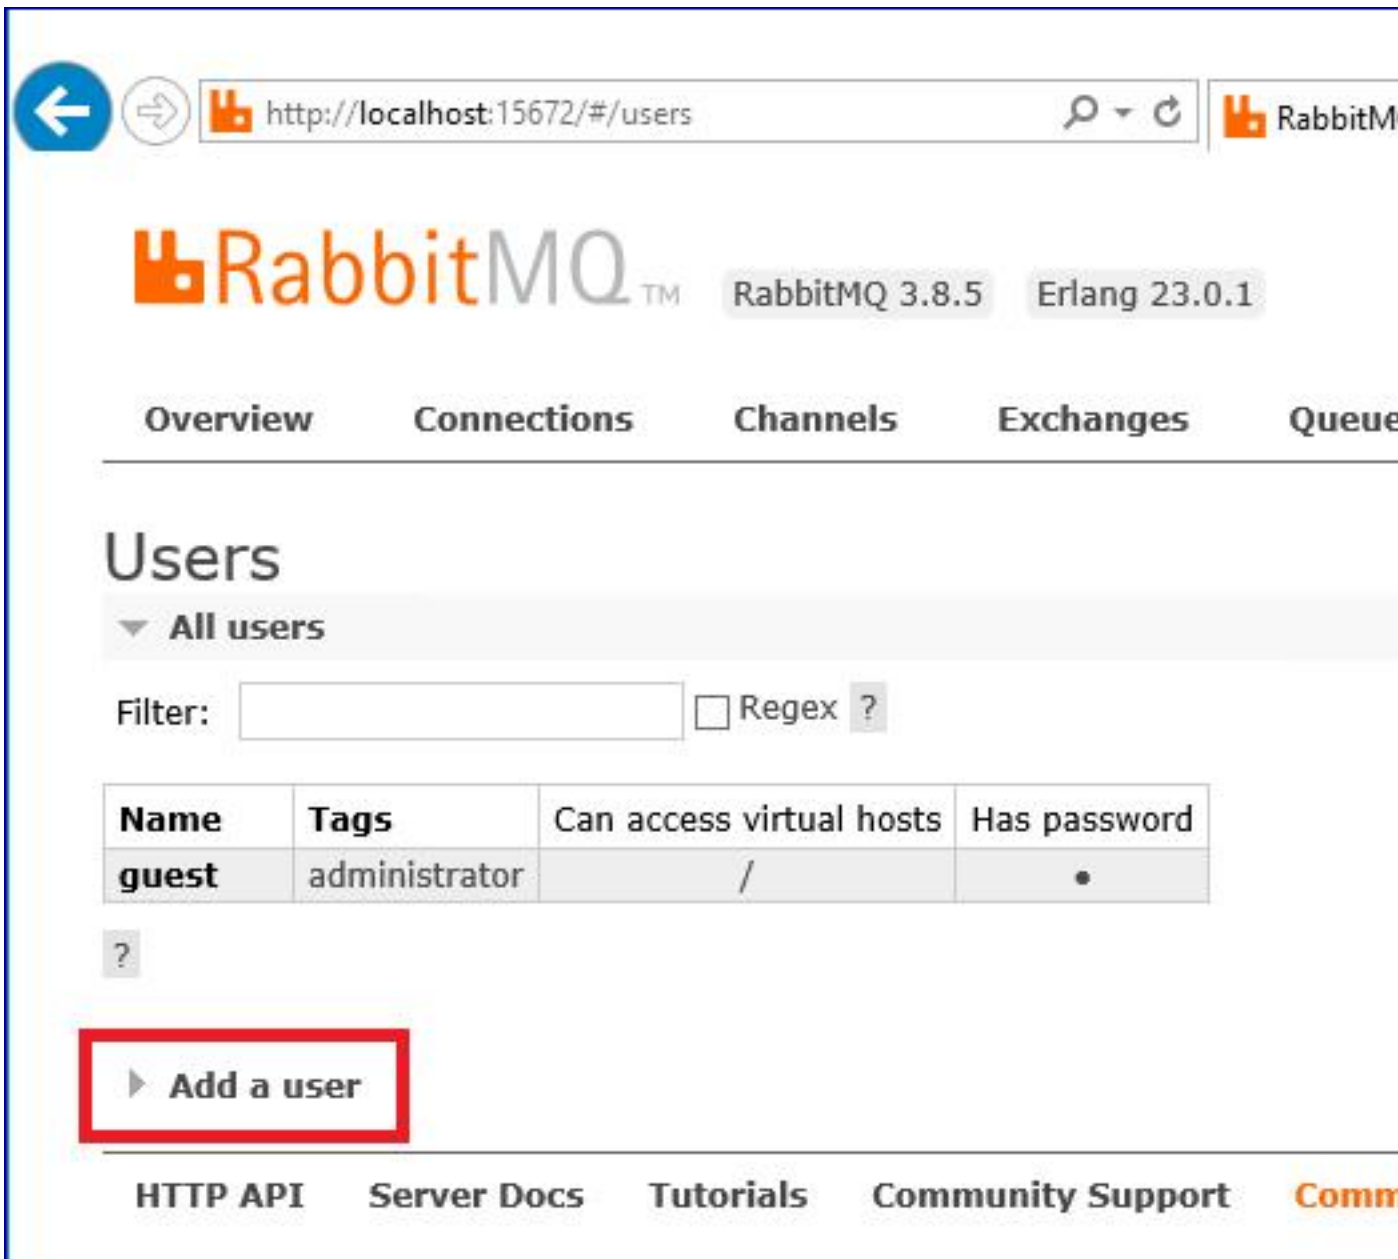 http://localhost:15672/#/users RabbitM
RabbitMQ TM RabbitMQ 3.8.5 Erlang 23.0.1
Overview Connections Channels Exchanges Queue
Users
All users
Filter: Regex ?
Name Tags Can access virtual hosts Has password
guest administrator / •
?
Add a user
HTTP API Server Docs Tutorials Community Support Comm